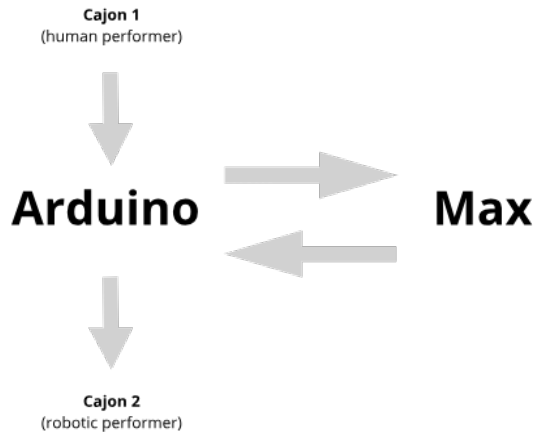 Cajon 1
(human performer)
Arduino
Max
Cajon 2
(robotic performer)